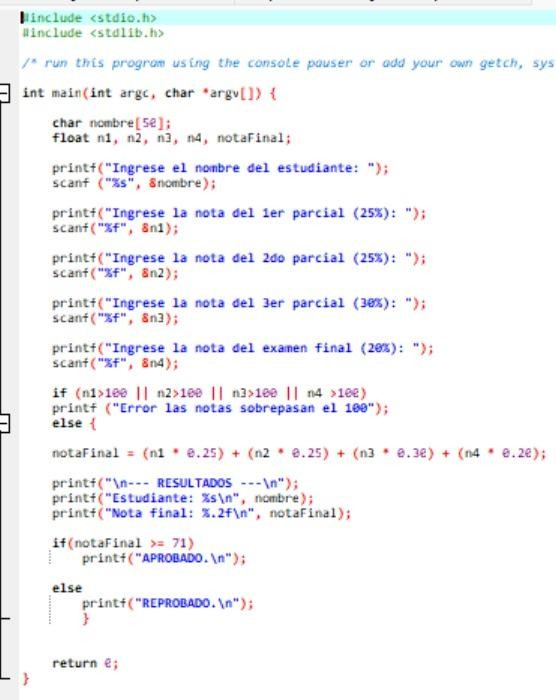 #include <stdio.h>
#include <stdlib.h>
/* run this program using the console pauser or add your own getch, sys
int main(int argc, char *argv[]) {
char nombre[50];
float n1, n2, n3, n4, notaFinal;
printf("Ingrese el nombre del estudiante: ");
scanf ("%s", &nombre);
printf("Ingrese la nota del 1er parcial (25%): ");
scanf("%f", &n1);
printf("Ingrese la nota del 2do parcial (25%): ");
scanf("%f", &n2);
printf("Ingrese la nota del 3er parcial (30%): ");
scanf("%f", &n3);
printf("Ingrese la nota del examen final (20%): ");
scanf("%f", &n4);
if (n1>100 || n2>100 || n3>100 || n4 >100)
printf ("Error las notas sobrepasan el 100");
else {
notaFinal = (n1 * 0.25) + (n2 * 0.25) + (n3 * 0.30) + (n4 * 0.20);
printf("\n--- RESULTADOS ---\n");
printf("Estudiante: %s\n", nombre);
printf("Nota final: %.2f\n", notaFinal);
if(notaFinal >= 71)
printf("APROBADO.\n");
else
printf("REPROBADO.\n");
}
return 0;
}